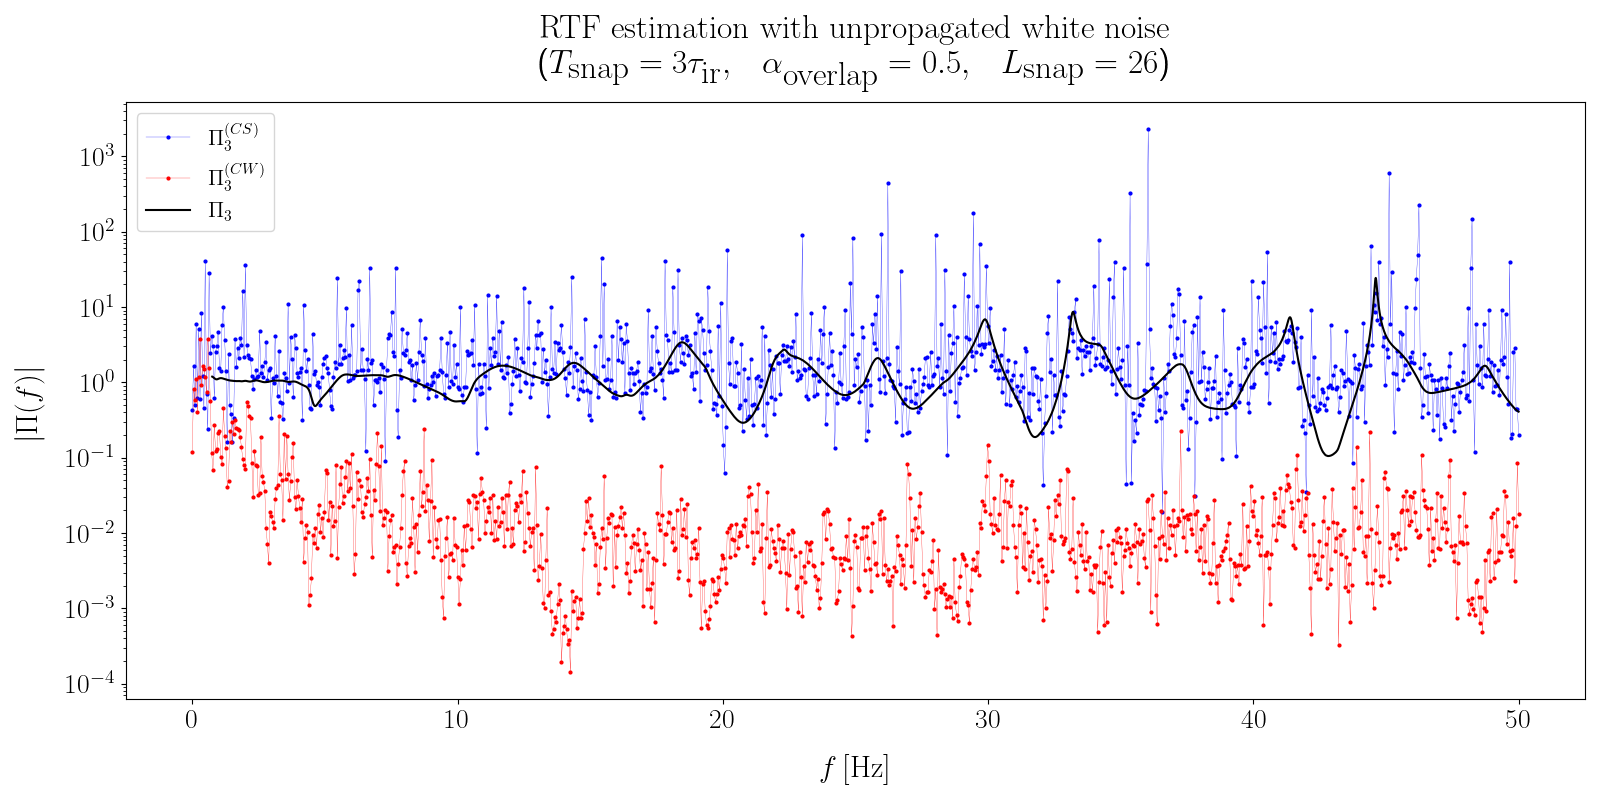 RTF estimation with unpropagated white noise
(T_snap = 3τ_ir, α_overlap = 0.5, L_snap = 26)
Π_3^(CS)
Π_3^(CW)
Π_3
|Π(f)|
10^3
10^2
10^1
10^0
10^−1
10^−2
10^−3
10^−4
0 10 20 30 40 50
f [Hz]